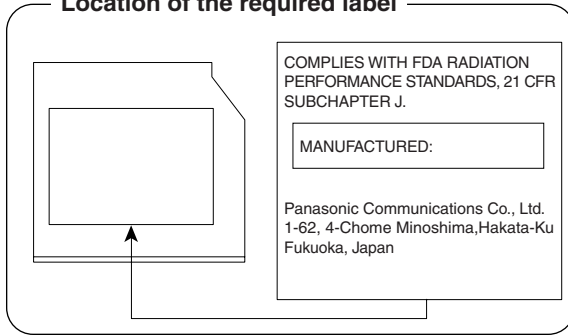 Location of the required label
COMPLIES WITH FDA RADIATION
PERFORMANCE STANDARDS, 21 CFR
SUBCHAPTER J.
MANUFACTURED:
Panasonic Communications Co., Ltd.
1-62, 4-Chome Minoshima,Hakata-Ku
Fukuoka, Japan